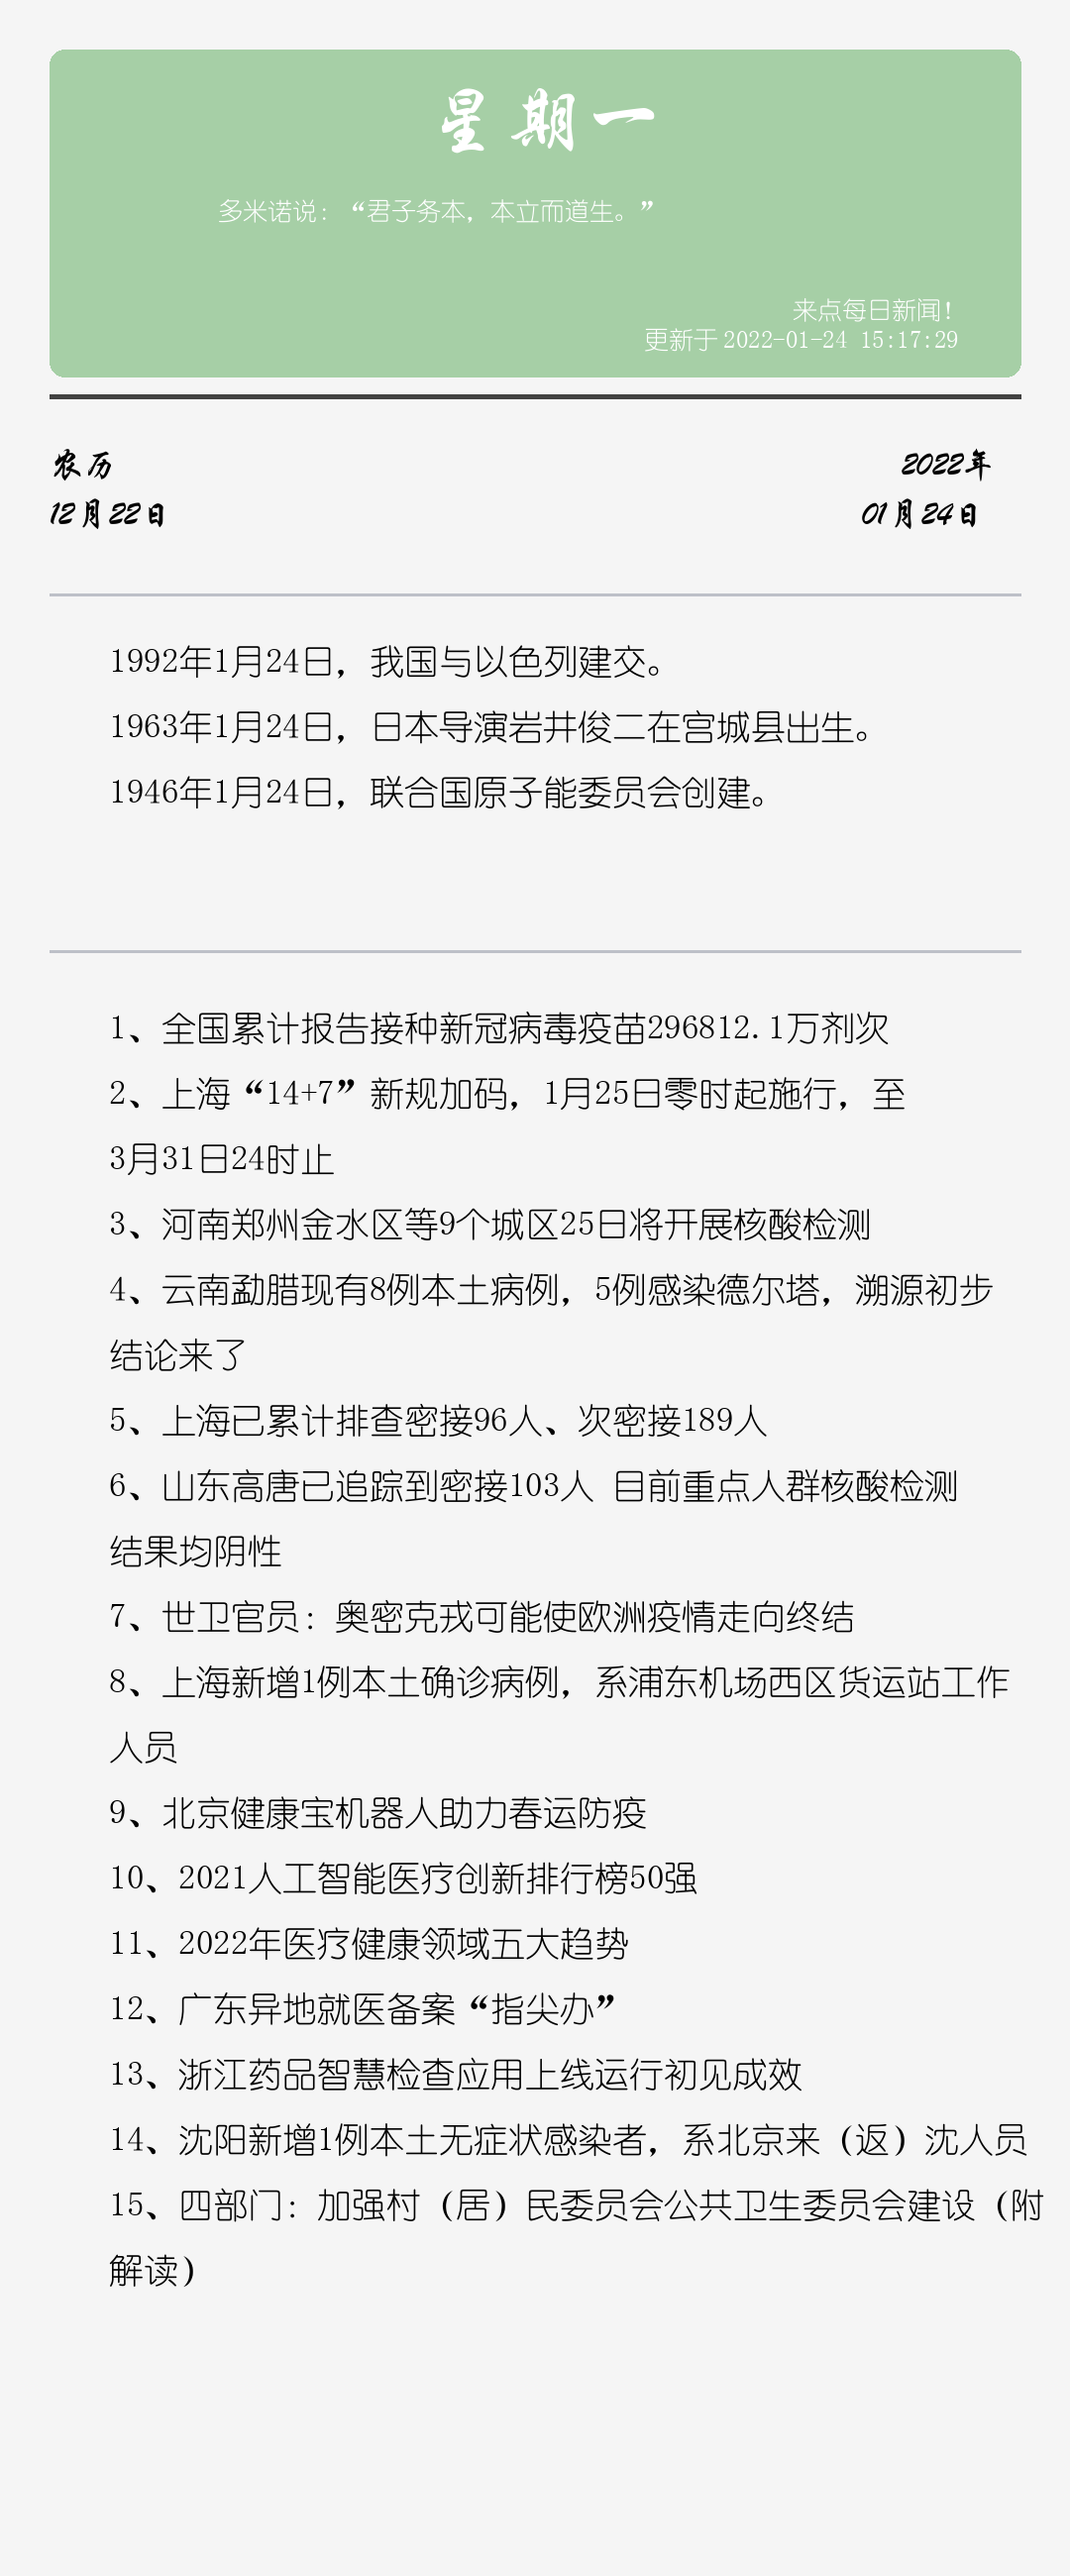 星期一
多米诺说：“君子务本，本立而道生。”
来点每日新闻！
更新于 2022-01-24 15:17:29
农历
12月22日
2022年
01月24日
1992年1月24日，我国与以色列建交。
1963年1月24日，日本导演岩井俊二在宫城县出生。
1946年1月24日，联合国原子能委员会创建。
1、全国累计报告接种新冠病毒疫苗296812.1万剂次
2、上海“14+7”新规加码，1月25日零时起施行，至
3月31日24时止
3、河南郑州金水区等9个城区25日将开展核酸检测
4、云南勐腊现有8例本土病例，5例感染德尔塔，溯源初步
结论来了
5、上海已累计排查密接96人、次密接189人
6、山东高唐已追踪到密接103人 目前重点人群核酸检测
结果均阴性
7、世卫官员：奥密克戎可能使欧洲疫情走向终结
8、上海新增1例本土确诊病例，系浦东机场西区货运站工作
人员
9、北京健康宝机器人助力春运防疫
10、2021人工智能医疗创新排行榜50强
11、2022年医疗健康领域五大趋势
12、广东异地就医备案“指尖办”
13、浙江药品智慧检查应用上线运行初见成效
14、沈阳新增1例本土无症状感染者，系北京来（返）沈人员
15、四部门：加强村（居）民委员会公共卫生委员会建设（附
解读）